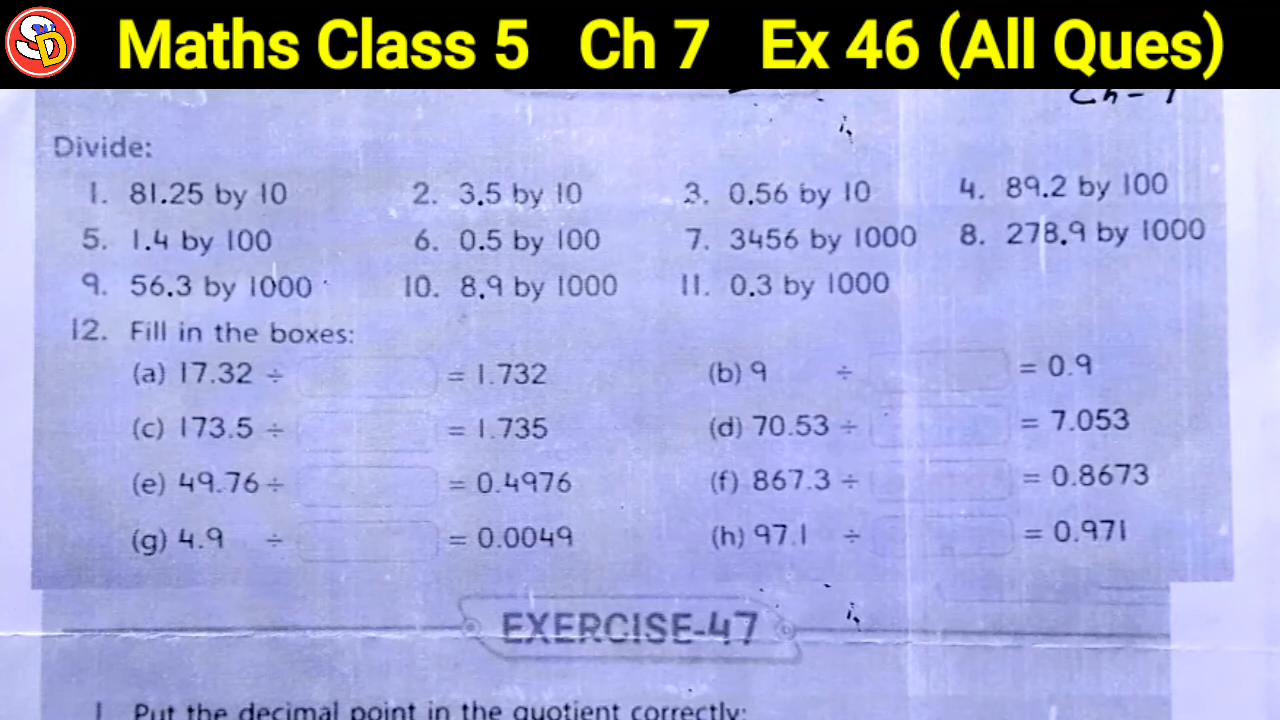 SD Maths Class 5 Ch 7 Ex 46 (All Ques)
Ch - 7
Divide:
1. 81.25 by 10 2. 3.5 by 10 3. 0.56 by 10 4. 89.2 by 100
5. 1.4 by 100 6. 0.5 by 100 7. 3456 by 1000 8. 278.9 by 1000
9. 56.3 by 1000 10. 8.9 by 1000 11. 0.3 by 1000
12. Fill in the boxes:
(a) 17.32 ÷ = 1.732 (b) 9 ÷ = 0.9
(c) 173.5 ÷ = 1.735 (d) 70.53 ÷ = 7.053
(e) 49.76 ÷ = 0.4976 (f) 867.3 ÷ = 0.8673
(g) 4.9 ÷ = 0.0049 (h) 97.1 ÷ = 0.971
EXERCISE-47
1. Put the decimal point in the quotient correctly: